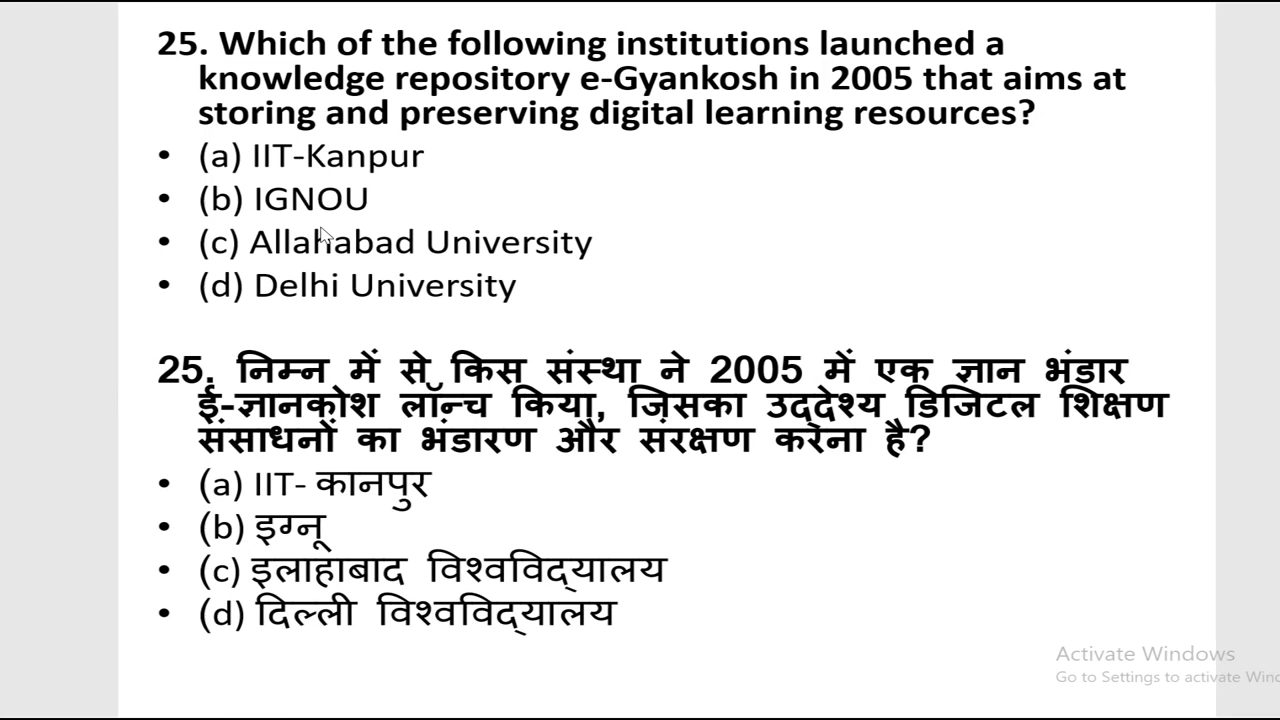 25. Which of the following institutions launched a
knowledge repository e-Gyankosh in 2005 that aims at
storing and preserving digital learning resources?
• (a) IIT-Kanpur
• (b) IGNOU
• (c) Allahabad University
• (d) Delhi University
25. निम्न में से किस संस्था ने 2005 में एक ज्ञान भंडार
ई-ज्ञानकोश लॉन्च किया, जिसका उद्देश्य डिजिटल शिक्षण
संसाधनों का भंडारण और संरक्षण करना है?
• (a) IIT- कानपुर
• (b) इग्नू
• (c) इलाहाबाद विश्वविद्यालय
• (d) दिल्ली विश्वविद्यालय
Activate Windows
Go to Settings to activate Win